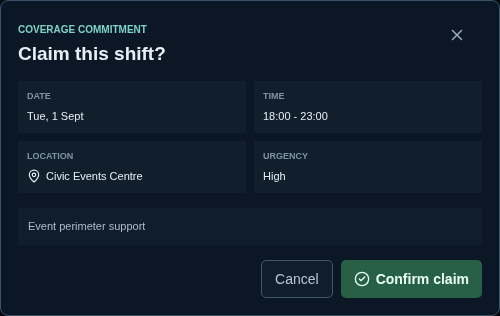 COVERAGE COMMITMENT
Claim this shift?
DATE
Tue, 1 Sept
TIME
18:00 - 23:00
LOCATION
Civic Events Centre
URGENCY
High
Event perimeter support
Cancel
Confirm claim